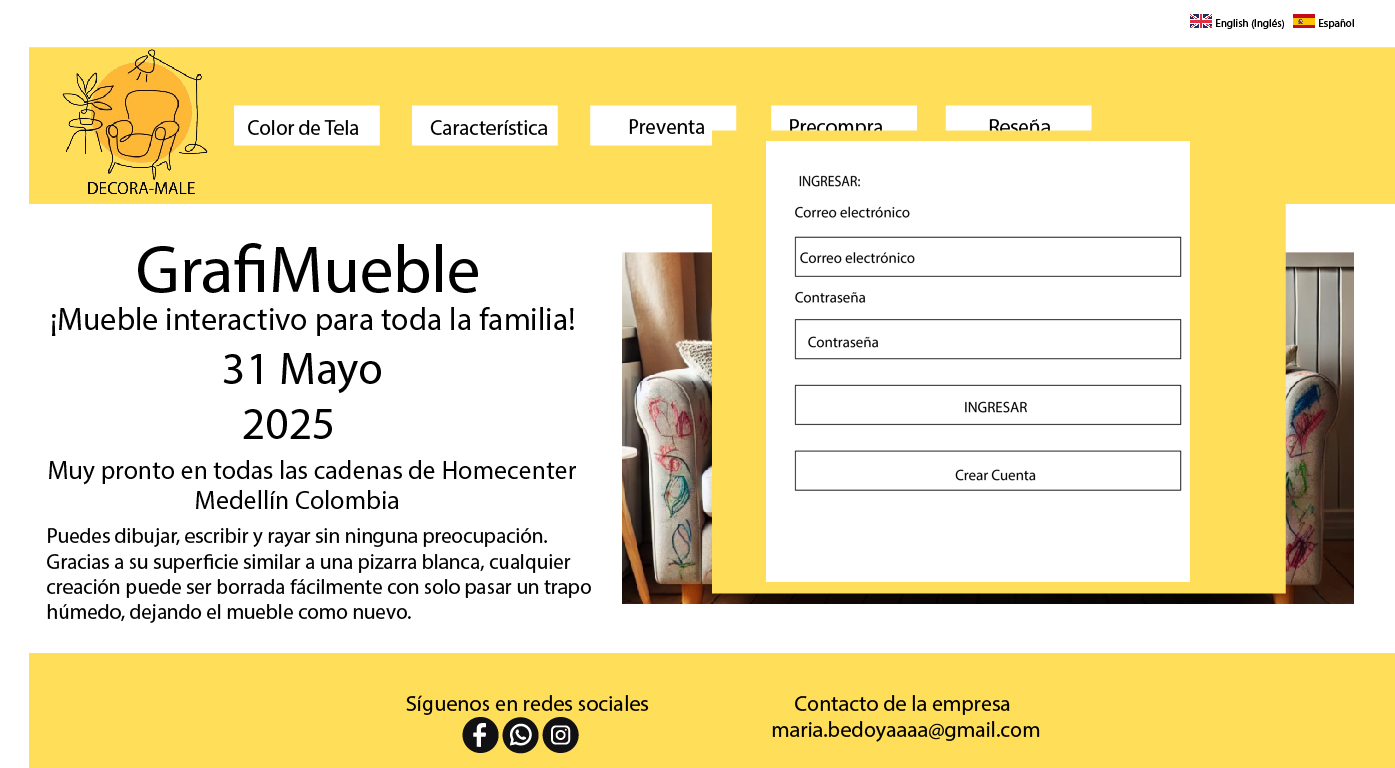 English (Inglés) Español
DECORA-MALE
Color de Tela
Característica
Preventa
Precompra
Reseña
GrafiMueble
¡Mueble interactivo para toda la familia!
31 Mayo
2025
Muy pronto en todas las cadenas de Homecenter
Medellín Colombia
Puedes dibujar, escribir y rayar sin ninguna preocupación.
Gracias a su superficie similar a una pizarra blanca, cualquier
creación puede ser borrada fácilmente con solo pasar un trapo
húmedo, dejando el mueble como nuevo.
INGRESAR:
Correo electrónico
Correo electrónico
Contraseña
Contraseña
INGRESAR
Crear Cuenta
Síguenos en redes sociales
Contacto de la empresa
maria.bedoyaaaa@gmail.com